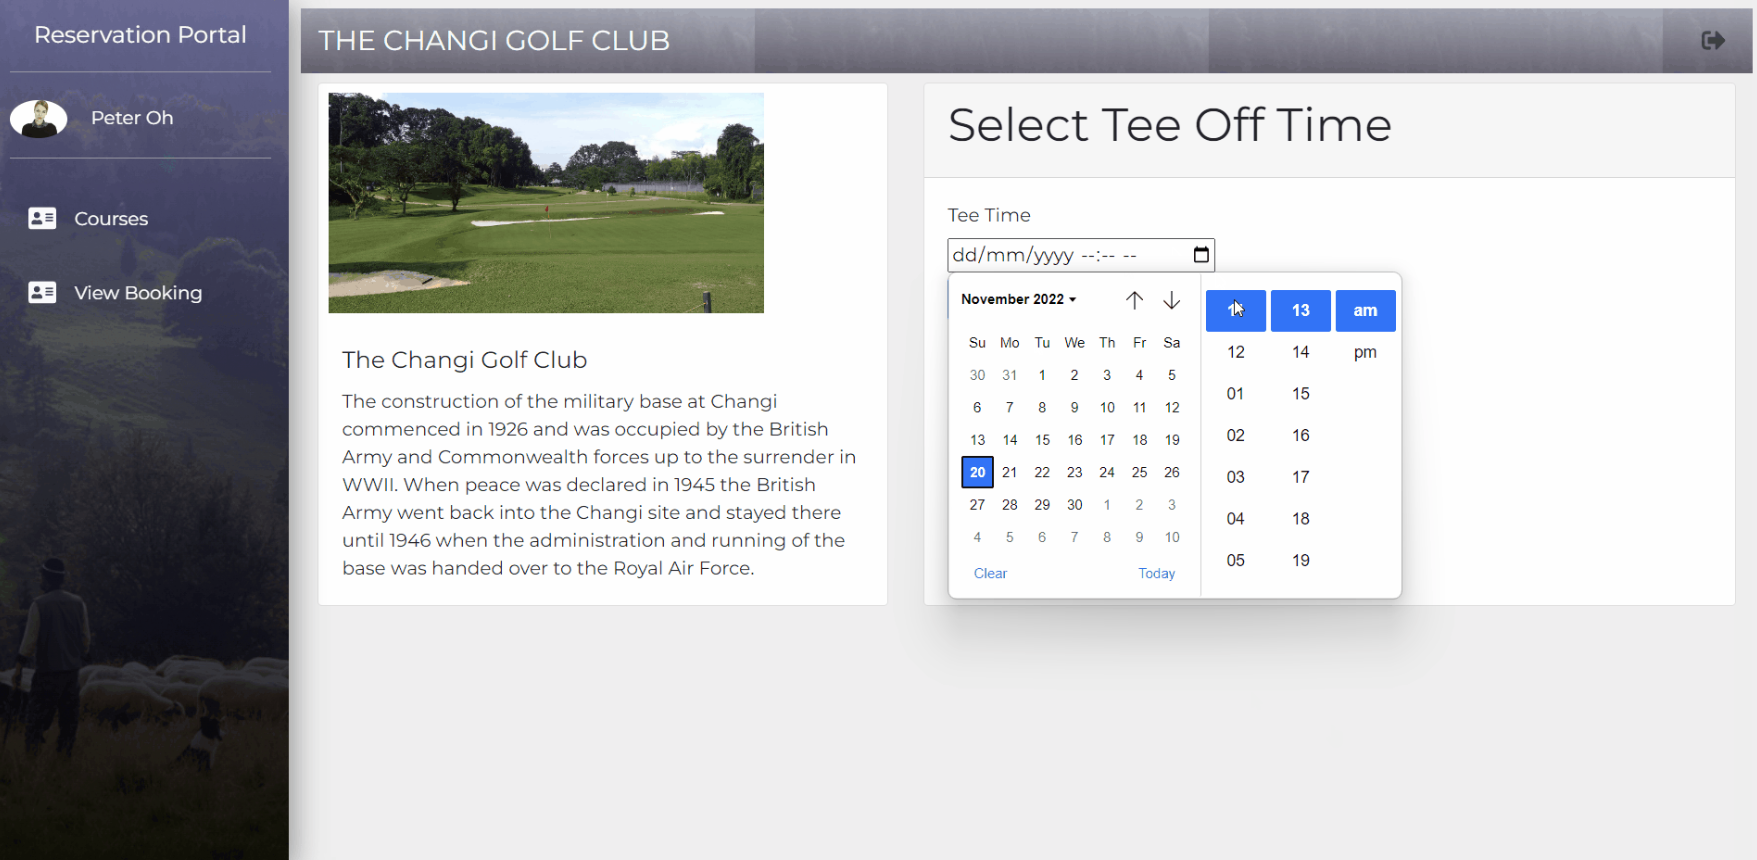 Reservation Portal
Peter Oh
Courses
View Booking
THE CHANGI GOLF CLUB
The Changi Golf Club
The construction of the military base at Changi
commenced in 1926 and was occupied by the British
Army and Commonwealth forces up to the surrender in
WWII. When peace was declared in 1945 the British
Army went back into the Changi site and stayed there
until 1946 when the administration and running of the
base was handed over to the Royal Air Force.
Select Tee Off Time
Tee Time
dd/mm/yyyy --:-- --
November 2022
Su Mo Tu We Th Fr Sa
30 31 1 2 3 4 5
6 7 8 9 10 11 12
13 14 15 16 17 18 19
20 21 22 23 24 25 26
27 28 29 30 1 2 3
4 5 6 7 8 9 10
Clear Today
13 am
12 14 pm
01 15
02 16
03 17
04 18
05 19